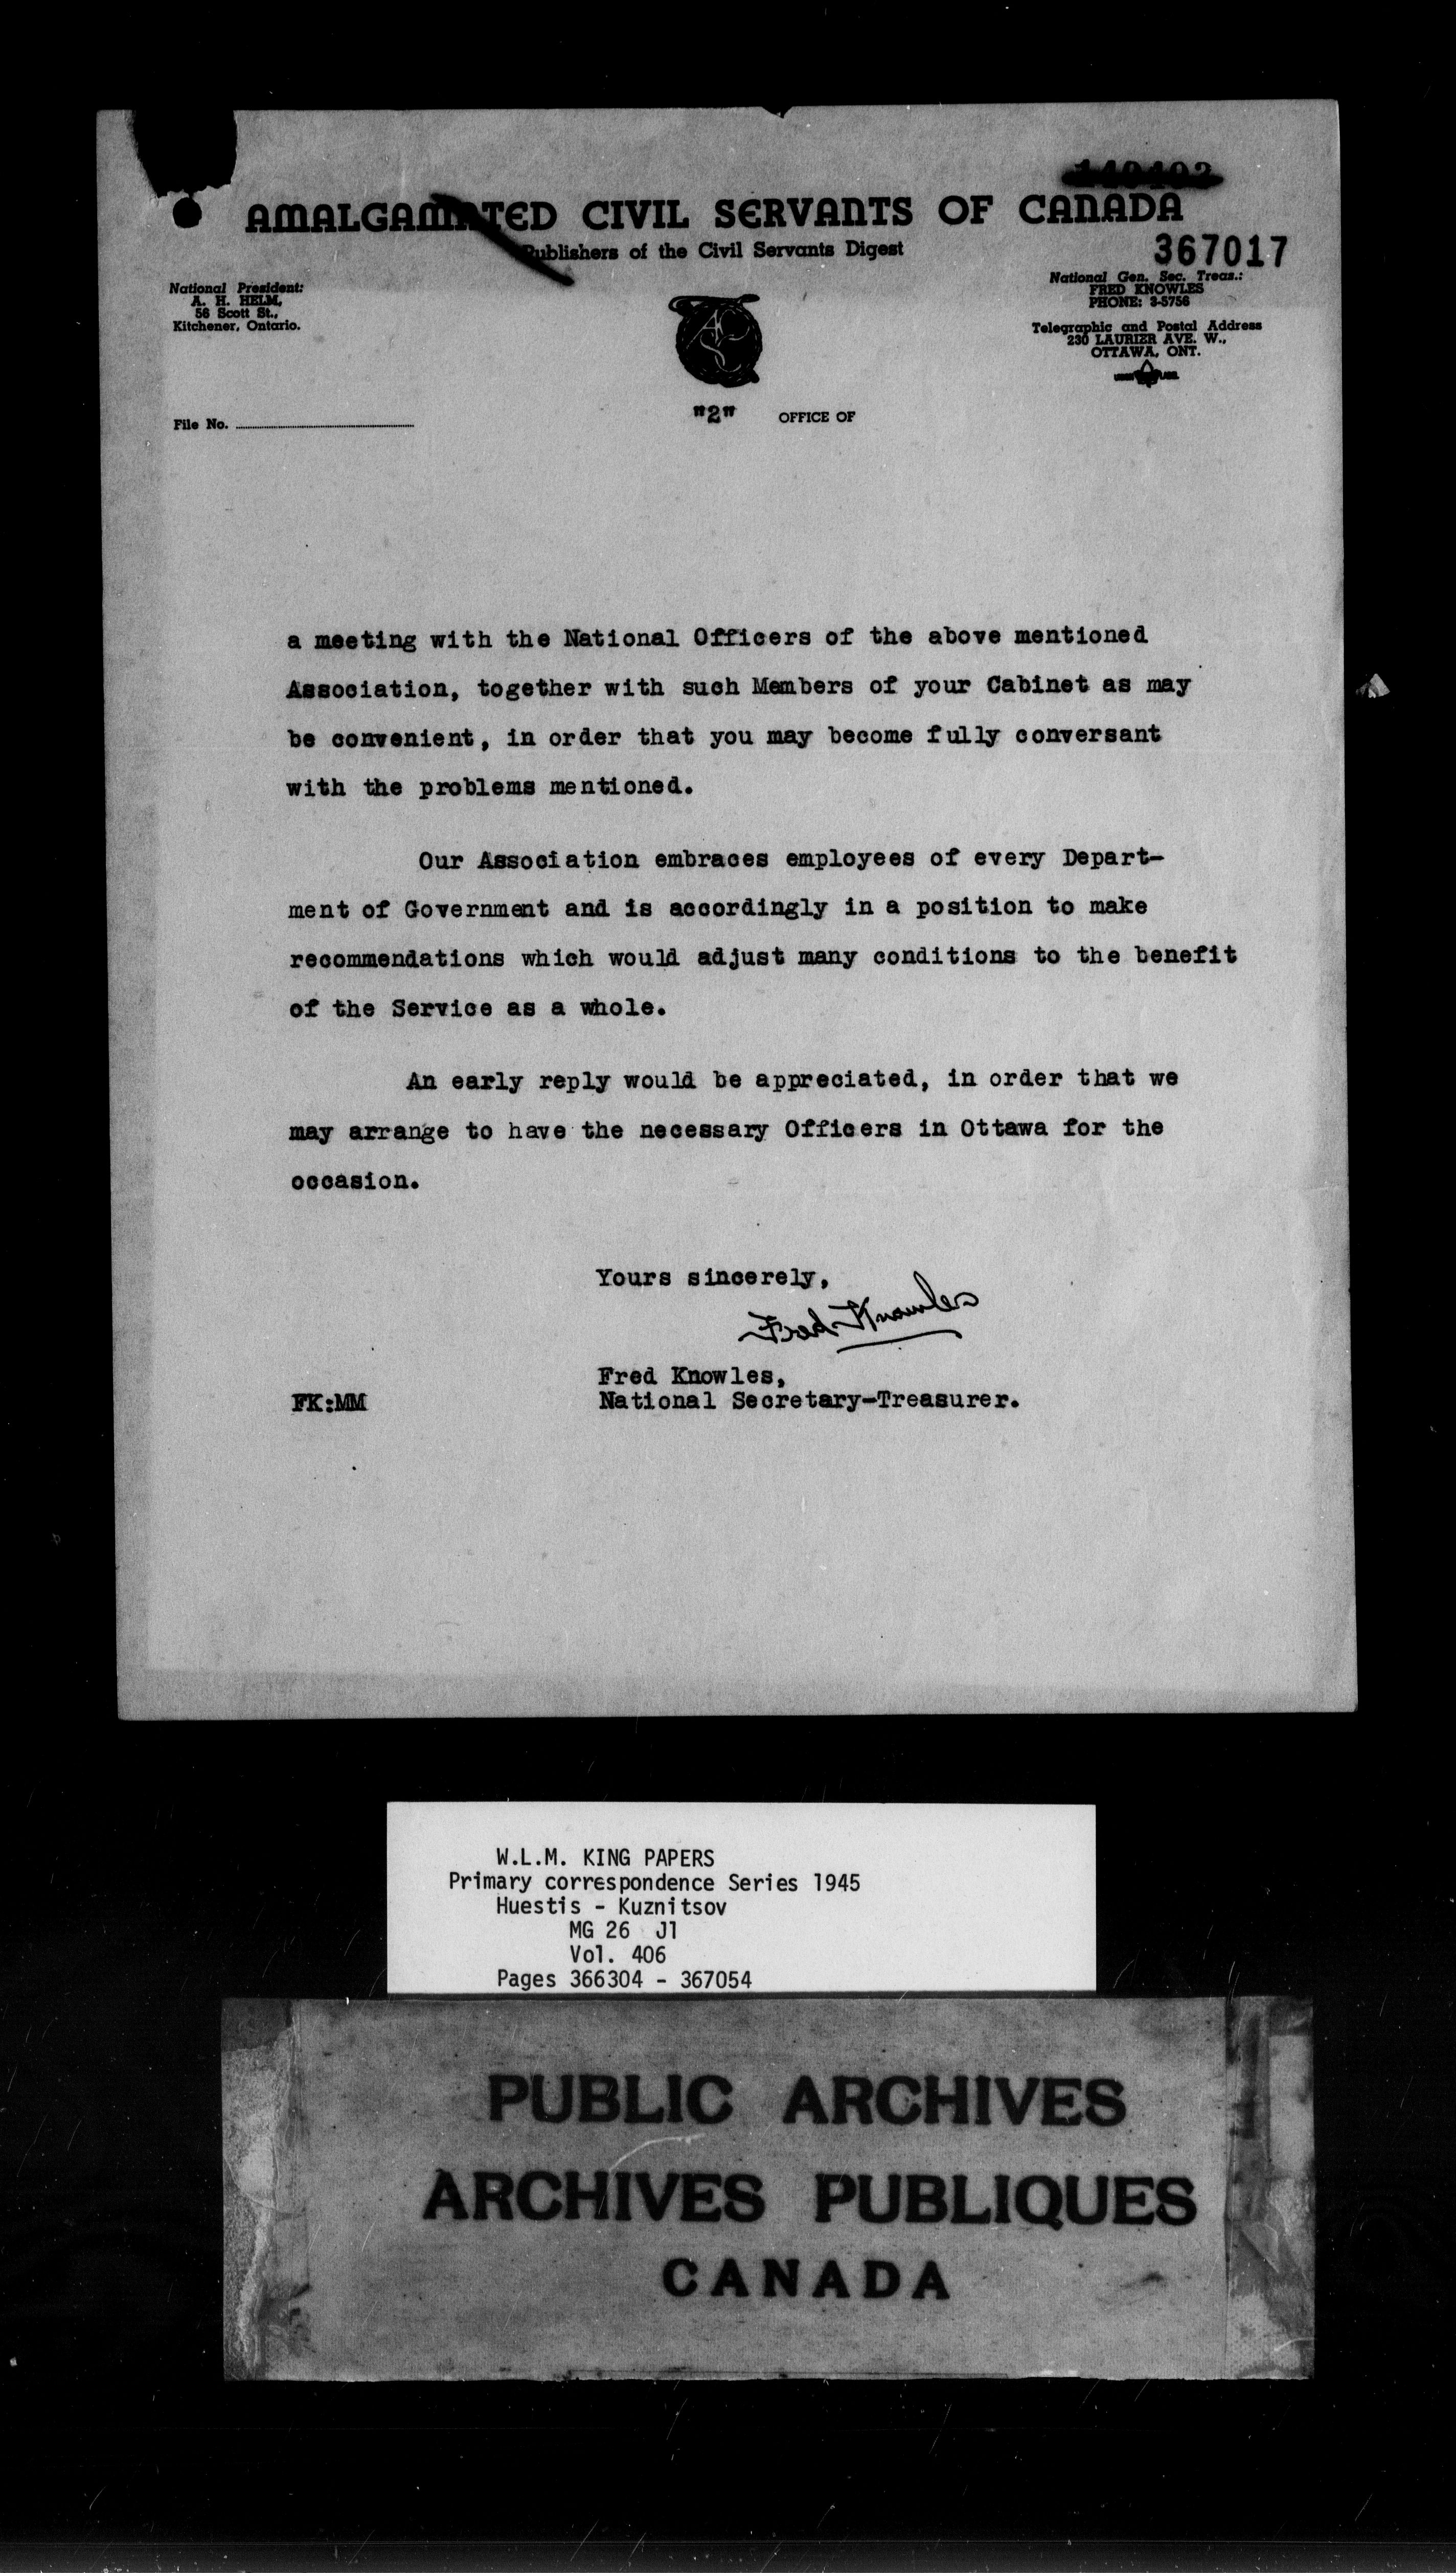 140402
AMALGAMATED CIVIL SERVANTS OF CANADA
Publishers of the Civil Servants Digest
367017
National President:
A. H. HELM,
56 Scott St.,
Kitchener, Ontario.
National Gen. Sec. Treas.:
FRED KNOWLES
PHONE: 3-5756
Telegraphic and Postal Address
230 LAURIER AVE. W.,
OTTAWA, ONT.
ACSC
File No.
"2" OFFICE OF
a meeting with the National Officers of the above mentioned
Association, together with such Members of your Cabinet as may
be convenient, in order that you may become fully conversant
with the problems mentioned.
Our Association embraces employees of every Depart-
ment of Government and is accordingly in a position to make
recommendations which would adjust many conditions to the benefit
of the Service as a whole.
An early reply would be appreciated, in order that we
may arrange to have the necessary Officers in Ottawa for the
occasion.
Yours sincerely,
Fred Knowles
Fred Knowles,
FK:MM National Secretary-Treasurer.
W.L.M. KING PAPERS
Primary correspondence Series 1945
Huestis - Kuznitsov
MG 26 J1
Vol. 406
Pages 366304 - 367054
PUBLIC ARCHIVES
ARCHIVES PUBLIQUES
CANADA